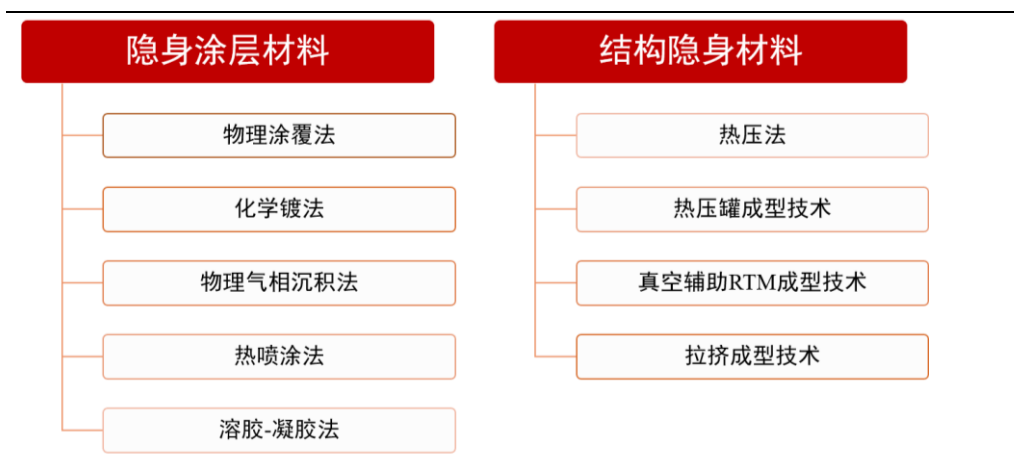 隐身涂层材料
物理涂覆法
化学镀法
物理气相沉积法
热喷涂法
溶胶-凝胶法
结构隐身材料
热压法
热压罐成型技术
真空辅助RTM成型技术
拉挤成型技术